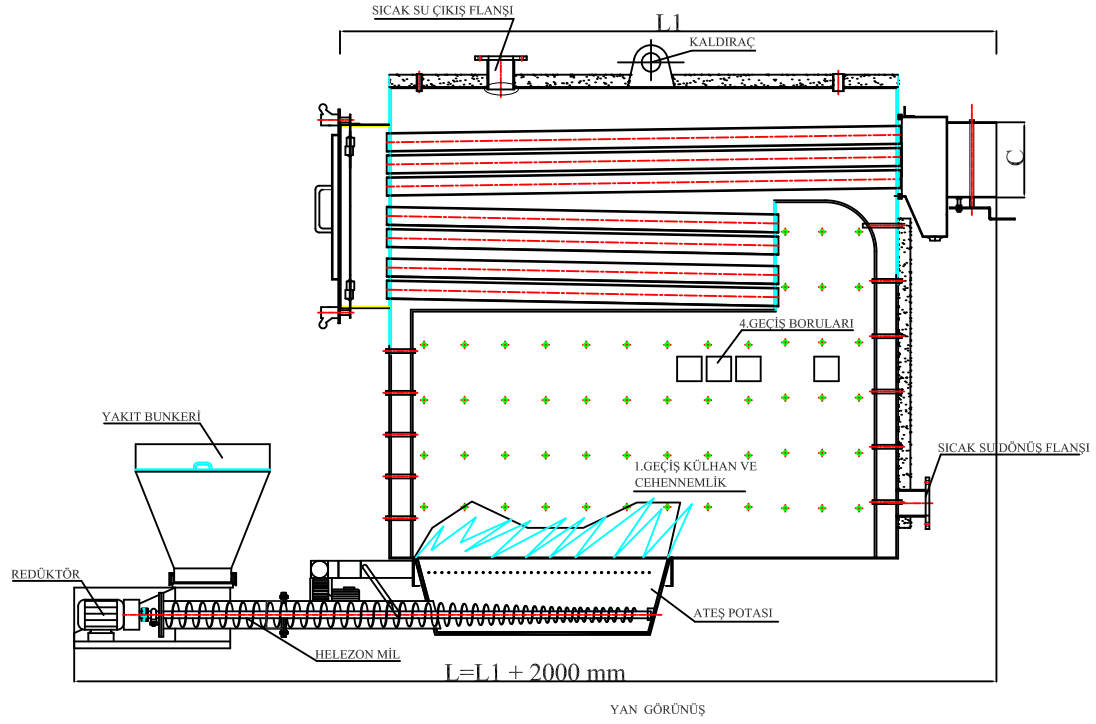 SICAK SU ÇIKIŞ FLANŞI
L1
KALDIRAÇ
C
4.GEÇİŞ BORULARI
YAKIT BUNKERİ
SICAK SU DÖNÜŞ FLANŞI
1.GEÇİŞ KÜLHAN VE
CEHENNEMLİK
REDÜKTÖR
ATEŞ POTASI
HELEZON MİL
L=L1 + 2000 mm
YAN GÖRÜNÜŞ